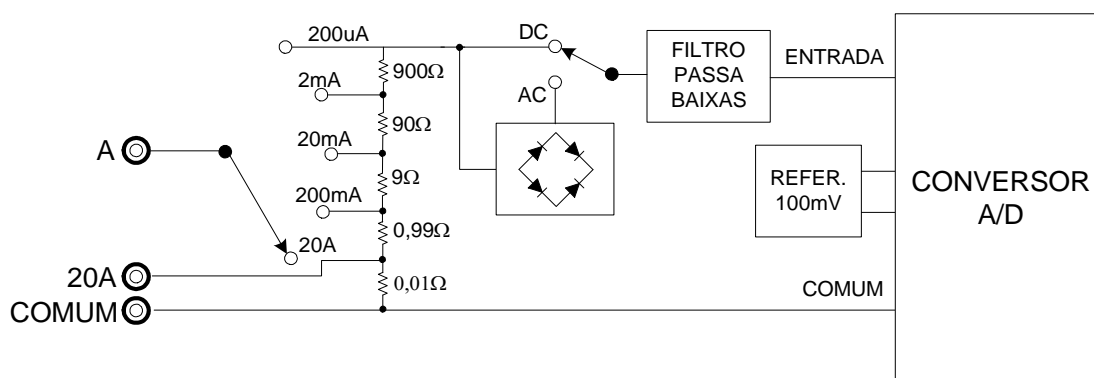 200uA
DC
900Ω
2mA
AC
90Ω
A
20mA
9Ω
200mA
0,99Ω
20A
20A
0,01Ω
COMUM
FILTRO
PASSA
BAIXAS
ENTRADA
REFER.
100mV
COMUM
CONVERSOR
A/D